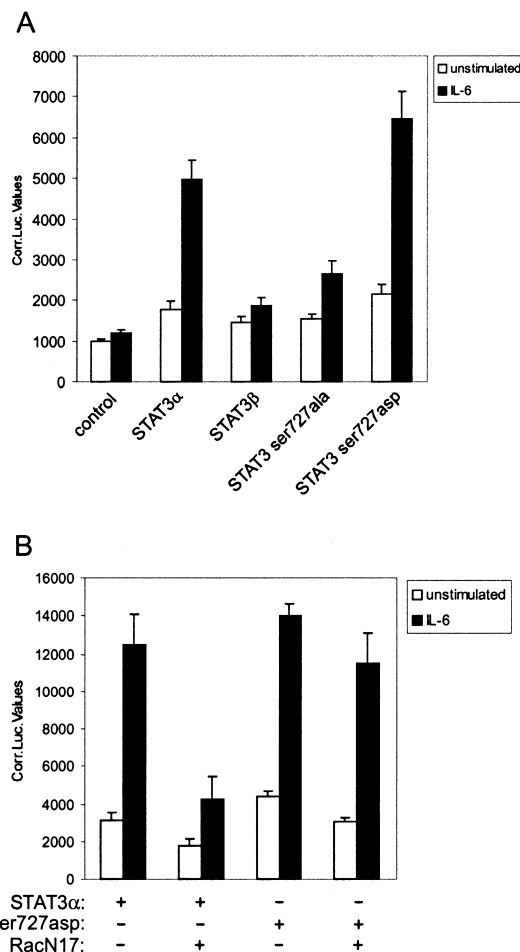 A
8000
7000
6000
5000
4000
3000
2000
1000
0
Corr.Luc.Values
unstimulated
IL-6
control
STAT3α
STAT3β
STAT3 ser727ala
STAT3 ser727asp
B
16000
14000
12000
10000
8000
6000
4000
2000
0
Corr.Luc.Values
unstimulated
IL-6
STAT3α: + + - -
er727asp: - - + +
RacN17: - + - +